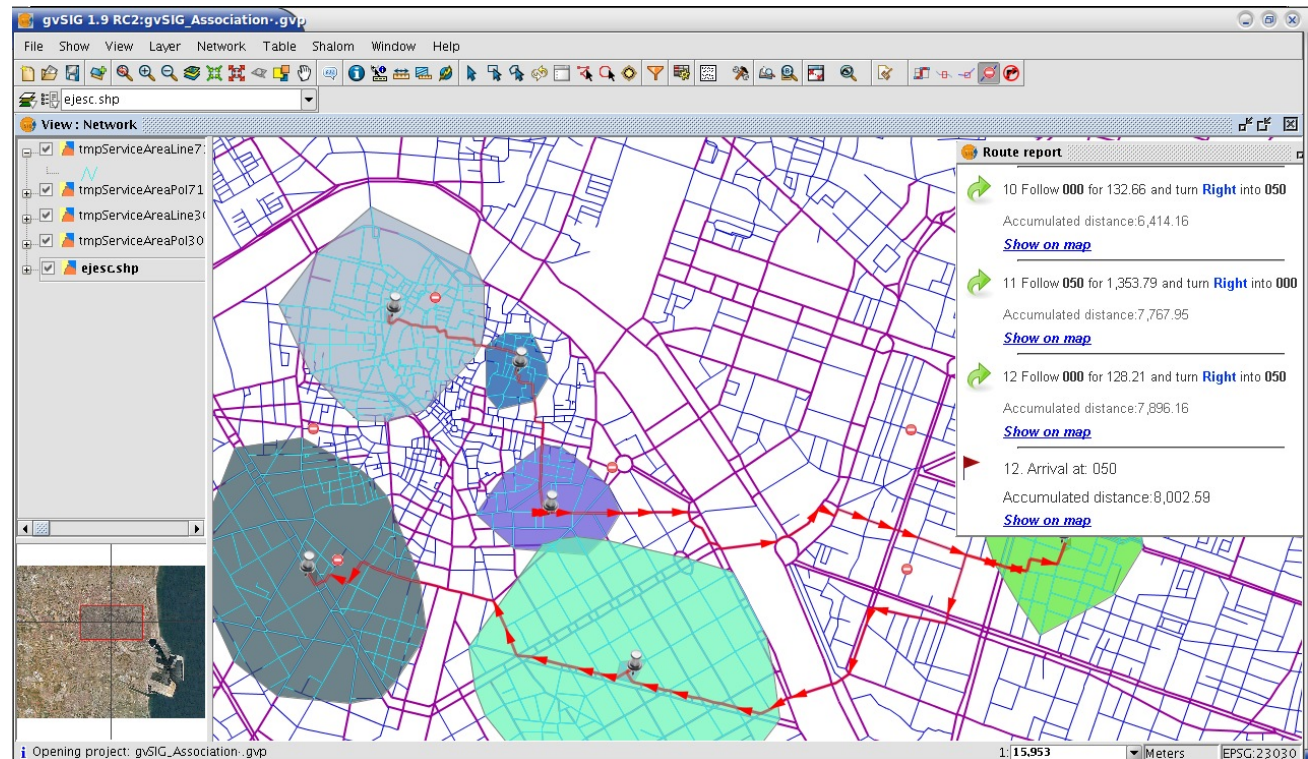 gvSIG 1.9 RC2:gvSIG_Association·.gvp
File Show View Layer Network Table Shalom Window Help
ejesc.shp
View : Network
tmpServiceAreaLine71
tmpServiceAreaPol71
tmpServiceAreaLine30
tmpServiceAreaPol30
ejesc.shp
Route report
10 Follow 000 for 132.66 and turn Right into 050
Accumulated distance:6,414.16
Show on map
11 Follow 050 for 1,353.79 and turn Right into 000
Accumulated distance:7,767.95
Show on map
12 Follow 000 for 128.21 and turn Right into 050
Accumulated distance:7,896.16
Show on map
12. Arrival at: 050
Accumulated distance:8,002.59
Show on map
Opening project: gvSIG_Association·.gvp
1: 15,953
Meters
EPSG:23030